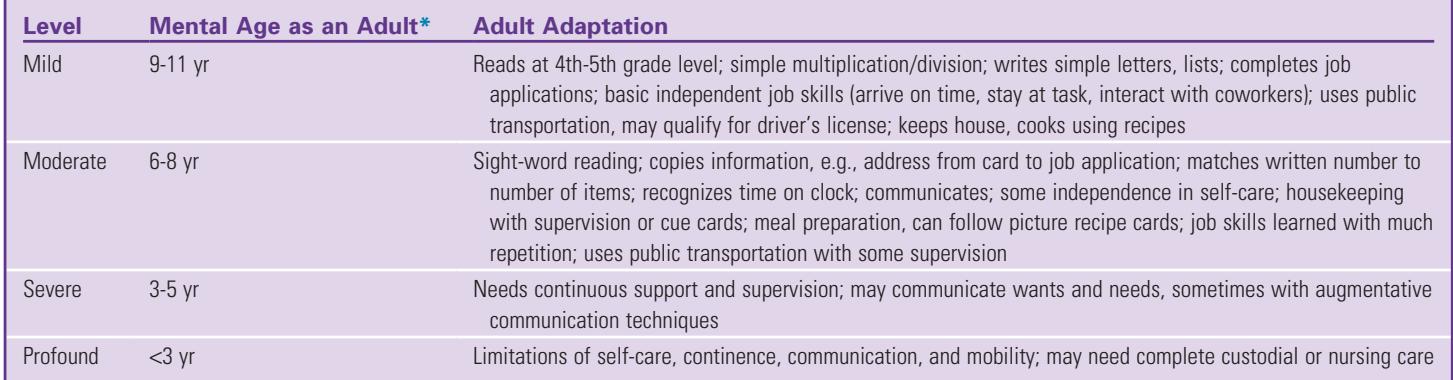 Level Mental Age as an Adult* Adult Adaptation
Mild 9-11 yr Reads at 4th-5th grade level; simple multiplication/division; writes simple letters, lists; completes job
applications; basic independent job skills (arrive on time, stay at task, interact with coworkers); uses public
transportation, may qualify for driver's license; keeps house, cooks using recipes
Moderate 6-8 yr Sight-word reading; copies information, e.g., address from card to job application; matches written number to
number of items; recognizes time on clock; communicates; some independence in self-care; housekeeping
with supervision or cue cards; meal preparation, can follow picture recipe cards; job skills learned with much
repetition; uses public transportation with some supervision
Severe 3-5 yr Needs continuous support and supervision; may communicate wants and needs, sometimes with augmentative
communication techniques
Profound <3 yr Limitations of self-care, continence, communication, and mobility; may need complete custodial or nursing care